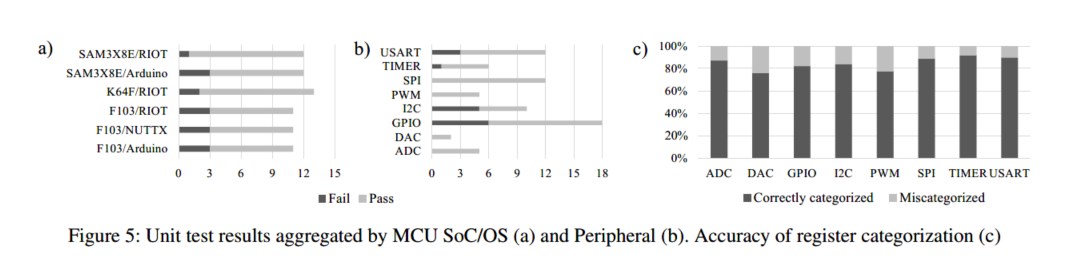 a)
SAM3X8E/RIOT
SAM3X8E/Arduino
K64F/RIOT
F103/RIOT
F103/NUTTX
F103/Arduino
0 3 6 9 12 15
b)
USART
TIMER
SPI
PWM
I2C
GPIO
DAC
ADC
0 3 6 9 12 15 18
Fail Pass
c)
100%
80%
60%
40%
20%
0%
ADC DAC GPIO I2C PWM SPI TIMER USART
Correctly categorized Miscategorized
Figure 5: Unit test results aggregated by MCU SoC/OS (a) and Peripheral (b). Accuracy of register categorization (c)